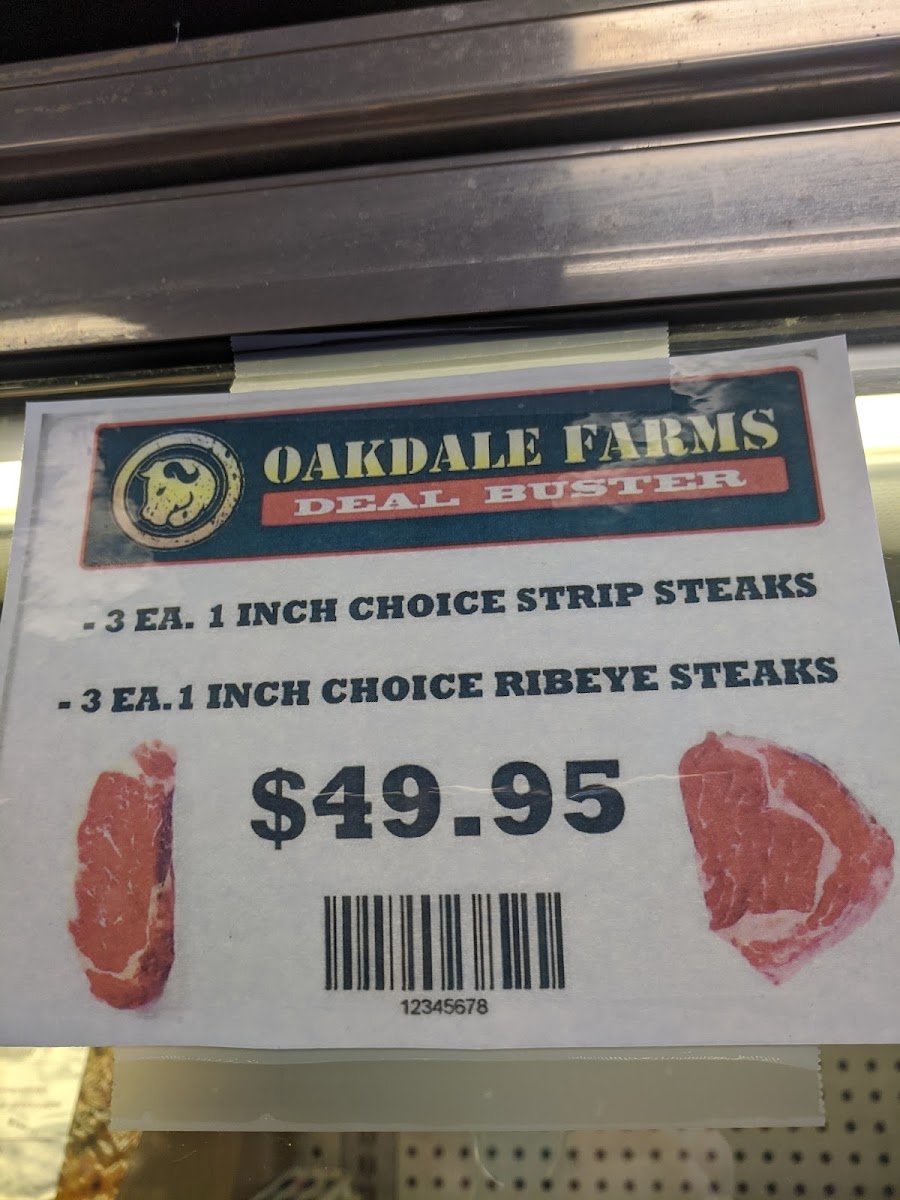 OAKDALE FARMS
DEAL BUSTER
- 3 EA. 1 INCH CHOICE STRIP STEAKS
- 3 EA.1 INCH CHOICE RIBEYE STEAKS
$49.95
12345678